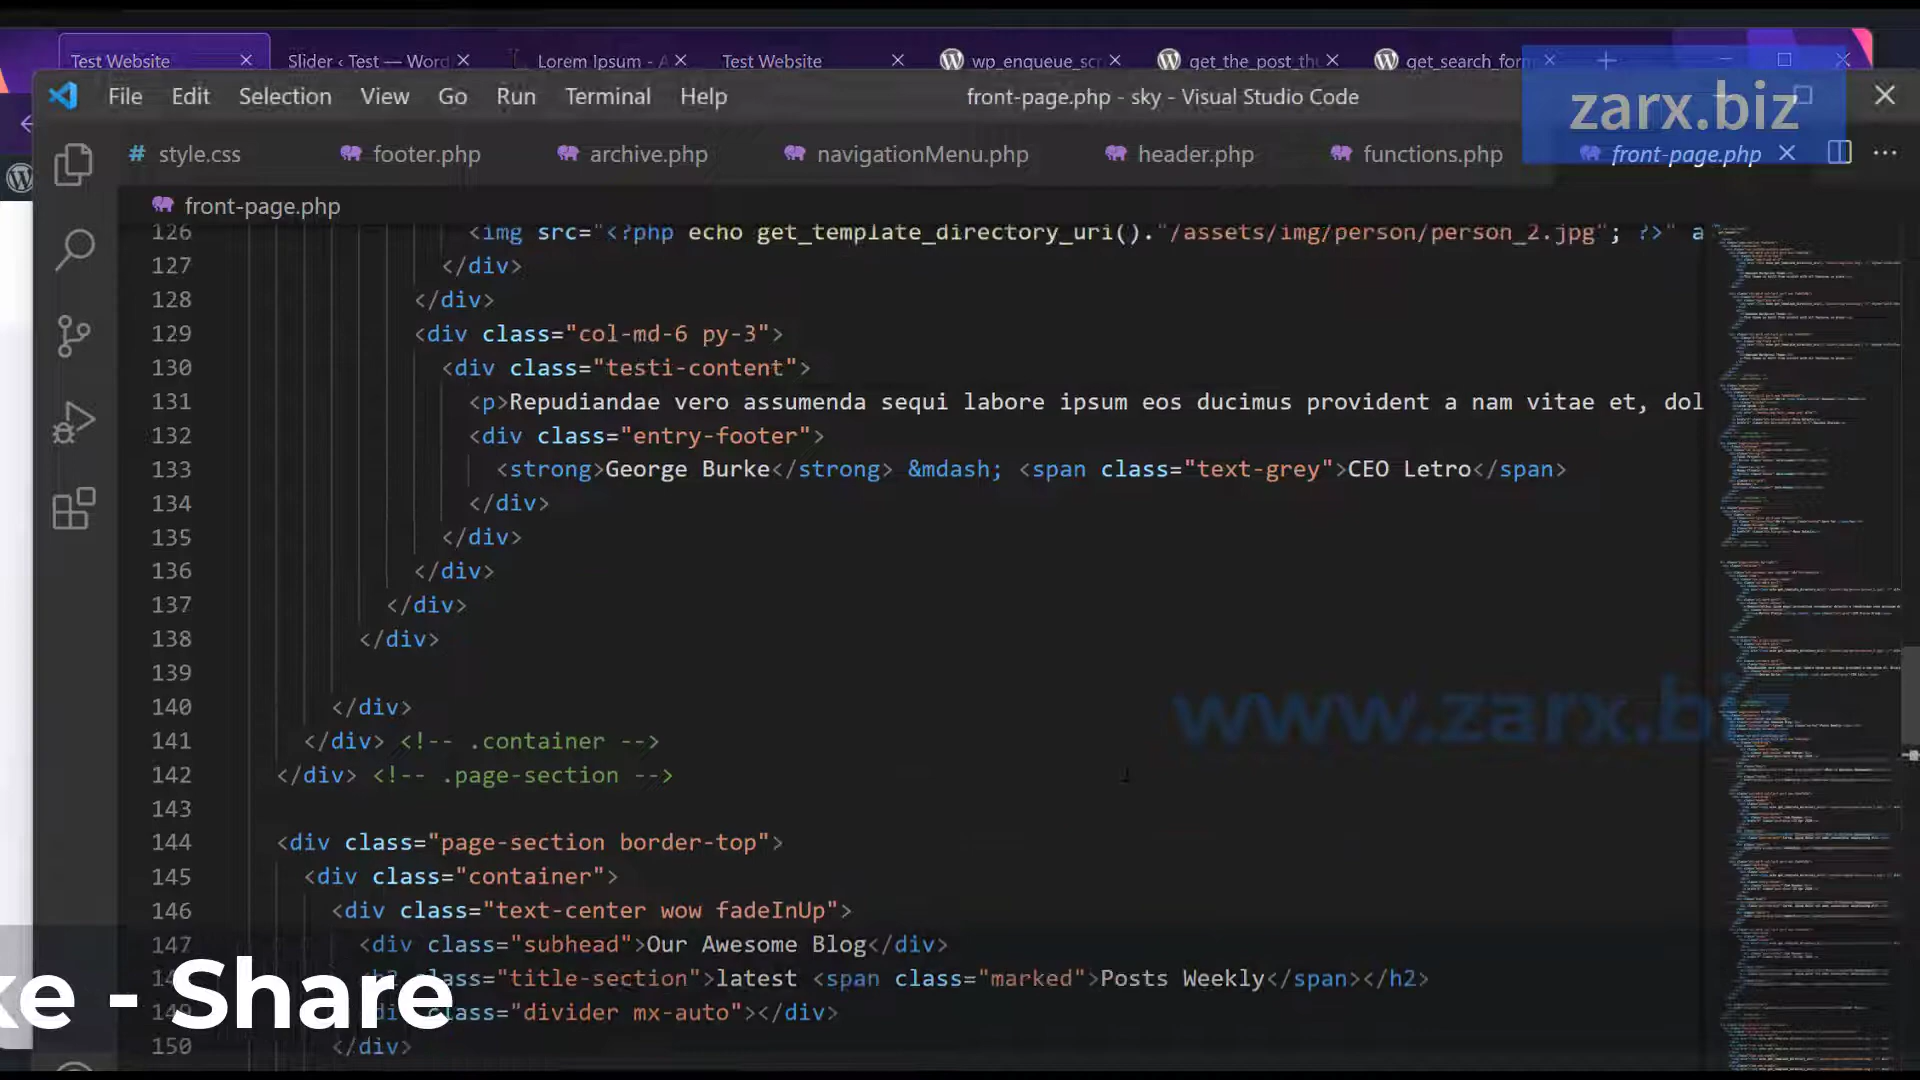 Test Website
Slider ‹ Test — Word
Lorem Ipsum - A
Test Website
wp_enqueue_scr
get_the_post_thu
get_search_form
File Edit Selection View Go Run Terminal Help
front-page.php - sky - Visual Studio Code
zarx.biz
# style.css
footer.php
archive.php
navigationMenu.php
header.php
functions.php
front-page.php
front-page.php
126 <img src="<?php echo get_template_directory_uri()."/assets/img/person/person_2.jpg"; ?>" a
127 </div>
128 </div>
129 <div class="col-md-6 py-3">
130 <div class="testi-content">
131 <p>Repudiandae vero assumenda sequi labore ipsum eos ducimus provident a nam vitae et, dol
132 <div class="entry-footer">
133 <strong>George Burke</strong> &mdash; <span class="text-grey">CEO Letro</span>
134 </div>
135 </div>
136 </div>
137 </div>
138 </div>
139
140 </div>
141 </div> <!-- .container -->
142 </div> <!-- .page-section -->
143
144 <div class="page-section border-top">
145 <div class="container">
146 <div class="text-center wow fadeInUp">
147 <div class="subhead">Our Awesome Blog</div>
class="title-section">latest <span class="marked">Posts Weekly</span></h2>
class="divider mx-auto"></div>
150 </div>
www.zarx.biz
ke - Share